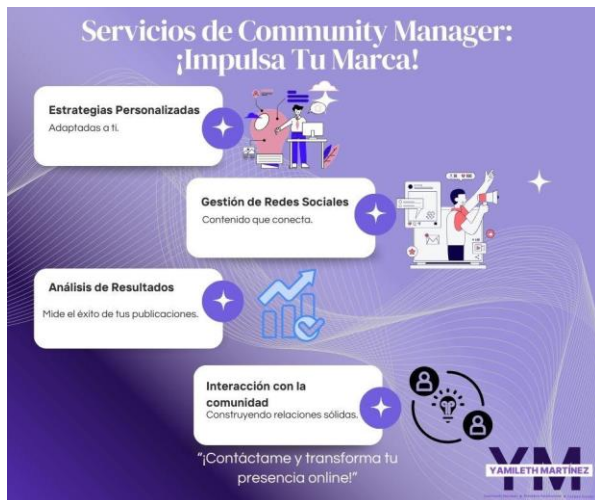 Servicios de Community Manager:
¡Impulsa Tu Marca!
Estrategias Personalizadas
Adaptadas a ti.
Gestión de Redes Sociales
Contenido que conecta.
Análisis de Resultados
Mide el éxito de tus publicaciones.
Interacción con la
comunidad
Construyendo relaciones sólidas.
"¡Contáctame y transforma tu
presencia online!"
YM
YAMILETH MARTÍNEZ